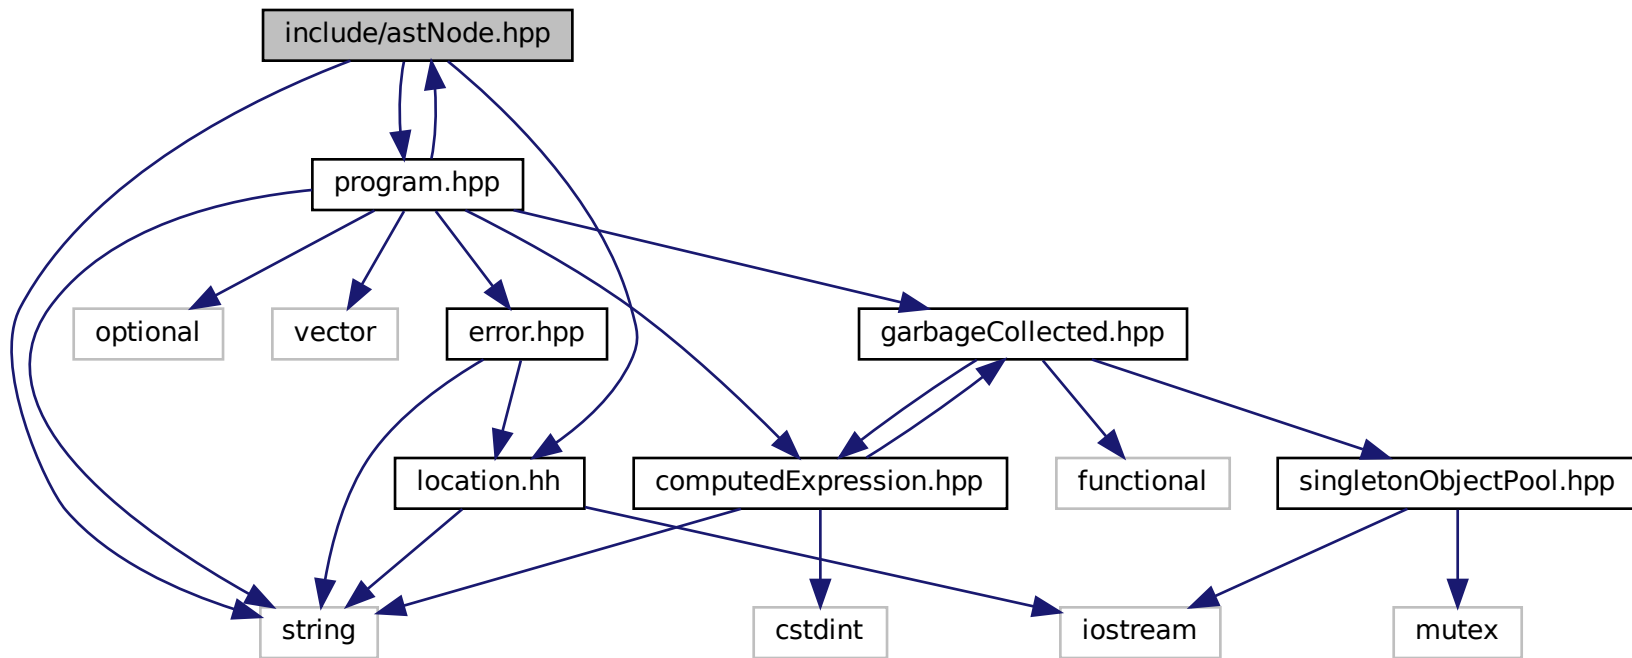 include/astNode.hpp
program.hpp
optional
vector
error.hpp
garbageCollected.hpp
location.hh
computedExpression.hpp
functional
singletonObjectPool.hpp
string
cstdint
iostream
mutex